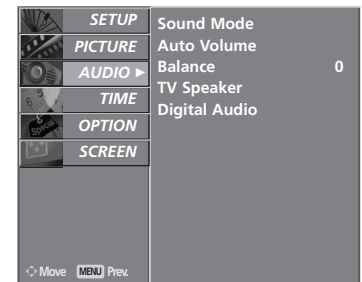 SETUP
PICTURE
AUDIO ►
TIME
OPTION
Special
SCREEN
Sound Mode
Auto Volume
Balance 0
TV Speaker
Digital Audio
Move MENU Prev.